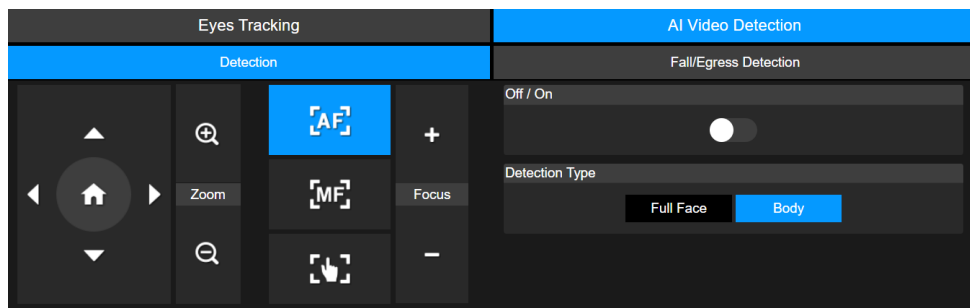 Eyes Tracking
AI Video Detection
Detection
Fall/Egress Detection
Off / On
AF
+
Zoom
MF
Focus
−
Detection Type
Full Face
Body